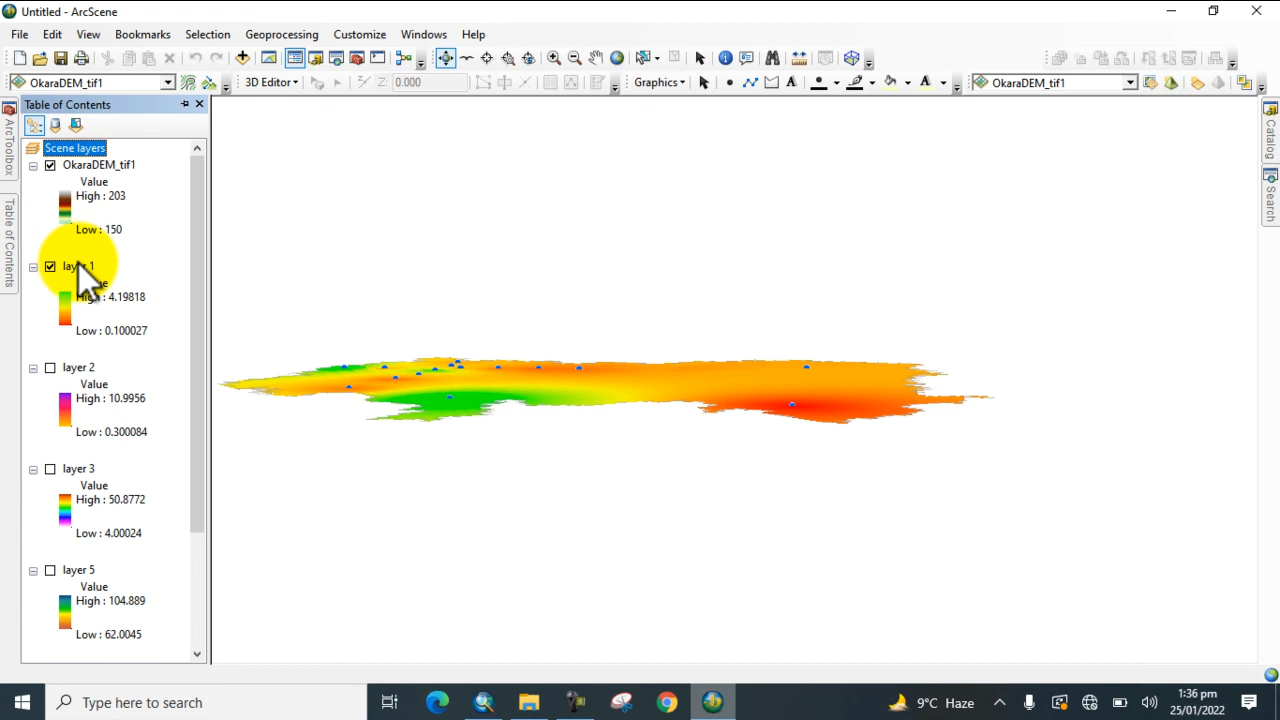 Untitled - ArcScene
File Edit View Bookmarks Selection Geoprocessing Customize Windows Help
OkaraDEM_tif1 3D Editor Z: 0.000 Graphics OkaraDEM_tif1
Table of Contents
ArcToolbox
Table of Contents
Scene layers
OkaraDEM_tif1
Value
High : 203
Low : 150
layer 1
High : 4.19818
Low : 0.100027
layer 2
Value
High : 10.9956
Low : 0.300084
layer 3
High : 50.8772
Low : 4.00024
layer 5
Value
High : 104.889
Low : 62.0045
Catalog
Search
Type here to search
9°C Haze
1:36 pm
25/01/2022